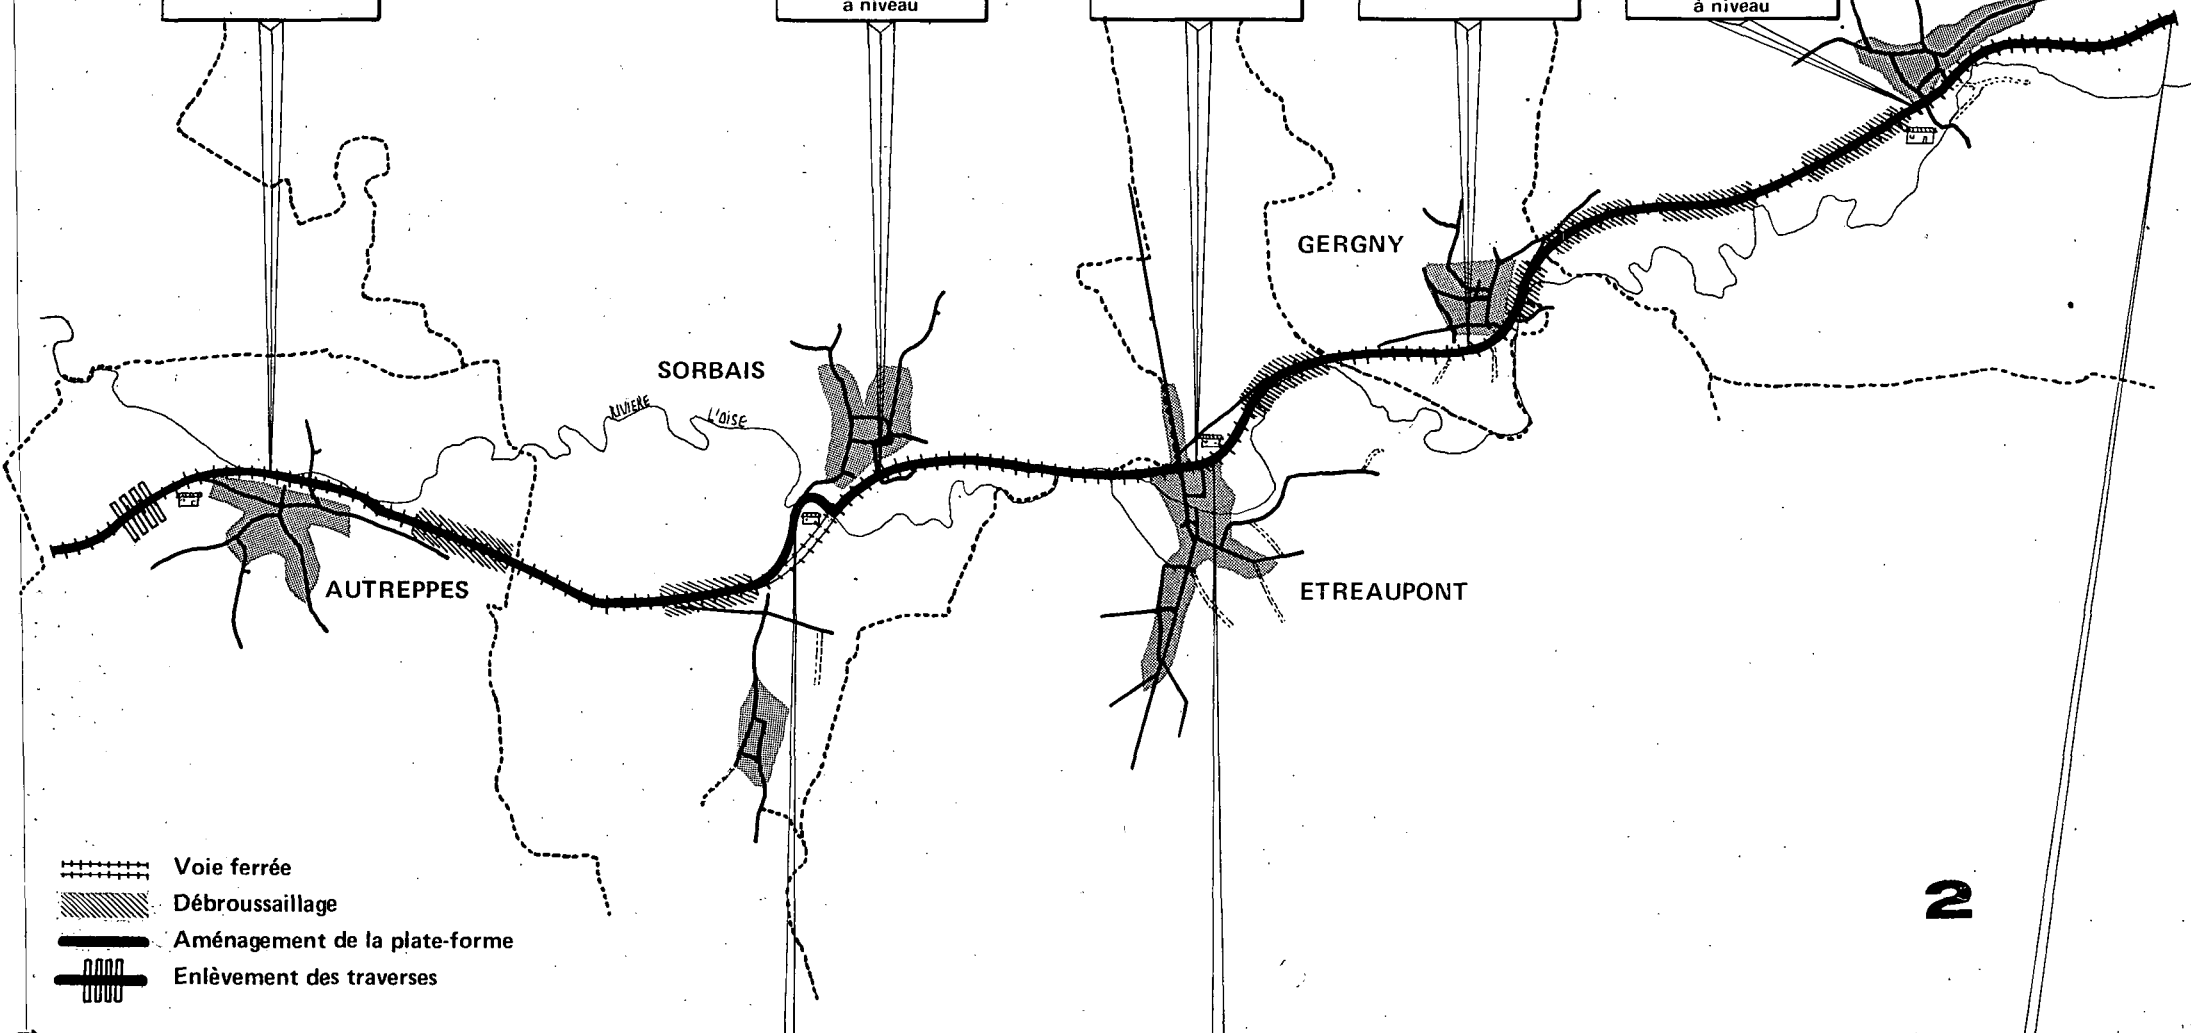 à niveau
à niveau
GERGNY
SORBAIS
RIVIERE L'OISE
AUTREPPES
ETREAUPONT
Voie ferrée
Débroussaillage
Aménagement de la plate-forme
Enlèvement des traverses
2